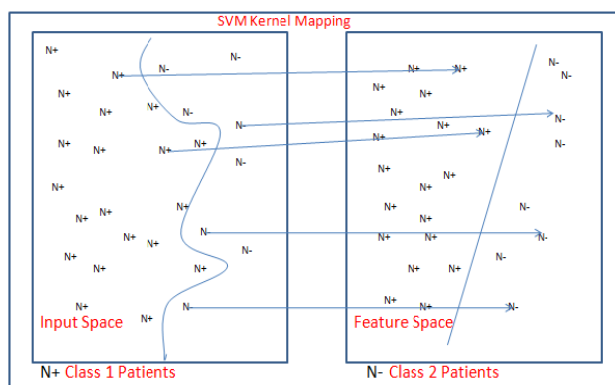 SVM Kernel Mapping
N+ N-
N+ N-
N+
N+ N+ N-
N-
N+ N+ N+ N+
N-
N+
N+ N+ N+
N+ N+ N-
N-
N+ N+ N+
N+ N-
N+
Input Space
N-
N+ N+ N+ N-
N+ N+
N+ N-
N+ N+
N+ N-
N+ N+
N+
N+ N+ N-
N+ N+ N-
N-
N+ N+
N+ N+ N-
Feature Space
N+ Class 1 Patients
N- Class 2 Patients